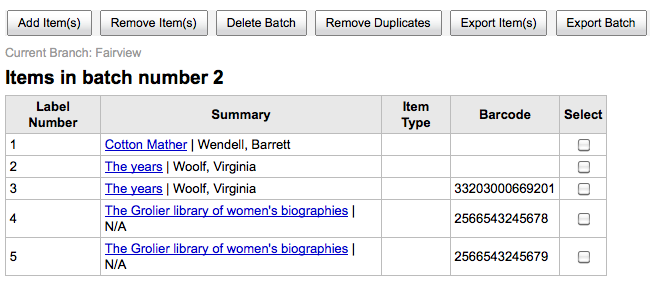 Add Item(s) Remove Item(s) Delete Batch Remove Duplicates Export Item(s) Export Batch
Current Branch: Fairview
Items in batch number 2
Label Number Summary Item Type Barcode Select
1 Cotton Mather | Wendell, Barrett
2 The years | Woolf, Virginia
3 The years | Woolf, Virginia 33203000669201
4 The Grolier library of women's biographies | N/A 2566543245678
5 The Grolier library of women's biographies | N/A 2566543245679